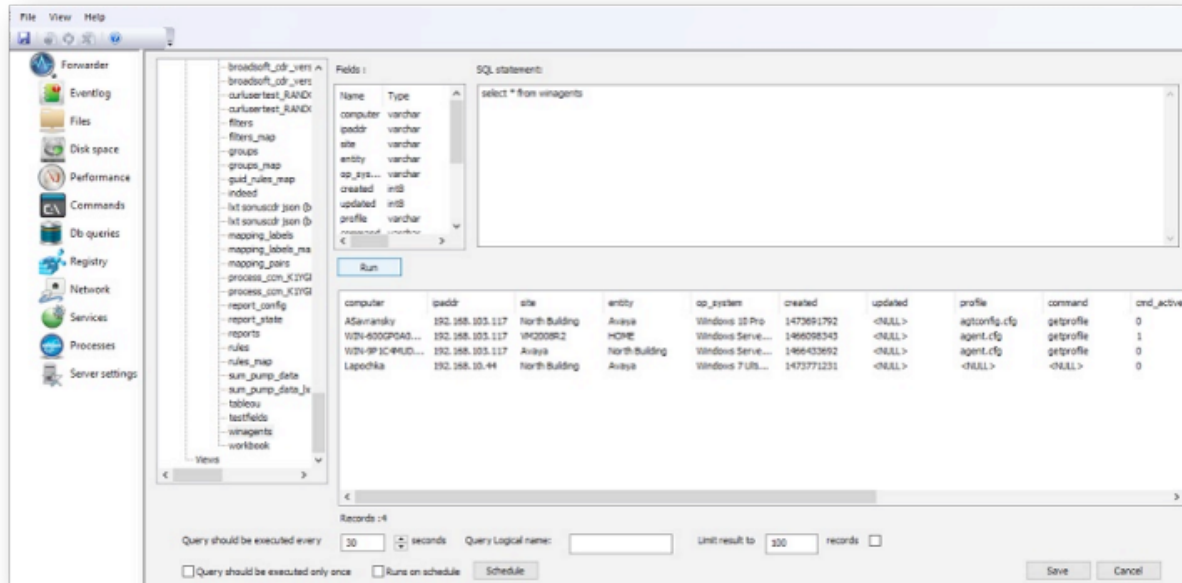 File View Help
Forwarder
Eventlog
Files
Disk space
Performance
Commands
Db queries
Registry
Network
Services
Processes
Server settings
broadsoft_cdr_vers
broadsoft_cdr_vers
curlusertest_RANDO
curlusertest_RANDO
filters
filters_map
groups
groups_map
guid_rules_map
indeed
lxt sonuscdr json (b
lxt sonuscdr json (b
mapping_labels
mapping_labels_ma
mapping_pairs
process_ccm_K1YGI
process_ccm_K1YGI
report_config
report_state
reports
rules
rules_map
sum_pump_data
sum_pump_data_lx
tableau
testfields
winagents
workbook
Views
Fields :
Name Type
computer varchar
ipaddr varchar
site varchar
entity varchar
op_sys... varchar
created int8
updated int8
profile varchar
command varchar
SQL statement:
select * from winagents
Run
computer ipaddr site entity op_system created updated profile command cmd_active
ASavransky 192.168.103.117 North Building Avaya Windows 10 Pro 1473691792 <NULL> agtconfig.cfg getprofile 0
WIN-600GP0A0... 192.168.103.117 VM2008R2 HOME Windows Serve... 1466098343 <NULL> agent.cfg getprofile 1
WIN-9P1C4MUD... 192.168.103.117 Avaya North Building Windows Serve... 1466433692 <NULL> agent.cfg getprofile 0
Lapochka 192.168.10.44 North Building Avaya Windows 7 Ulti... 1473771231 <NULL> <NULL> <NULL> 0
Records :4
Query should be executed every 30 seconds Query Logical name: Limit result to 100 records
Query should be executed only once Runs on schedule Schedule Save Cancel